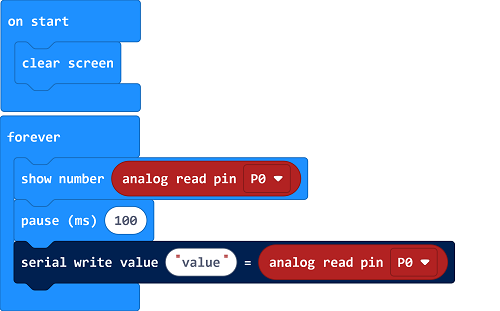 on start
clear screen
forever
show number analog read pin P0
pause (ms) 100
serial write value "value" = analog read pin P0